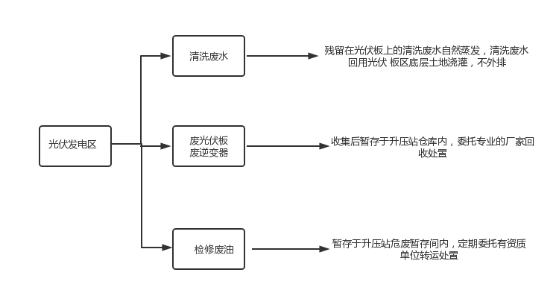 清洗废水
残留在光伏板上的清洗废水自然蒸发，清洗废水
回用光伏 板区底层土地浇灌，不外排
光伏发电区
废光伏板
废逆变器
收集后暂存于升压站仓库内，委托专业的厂家回
收处置
检修废油
暂存于升压站危废暂存间内，定期委托有资质
单位转运处置